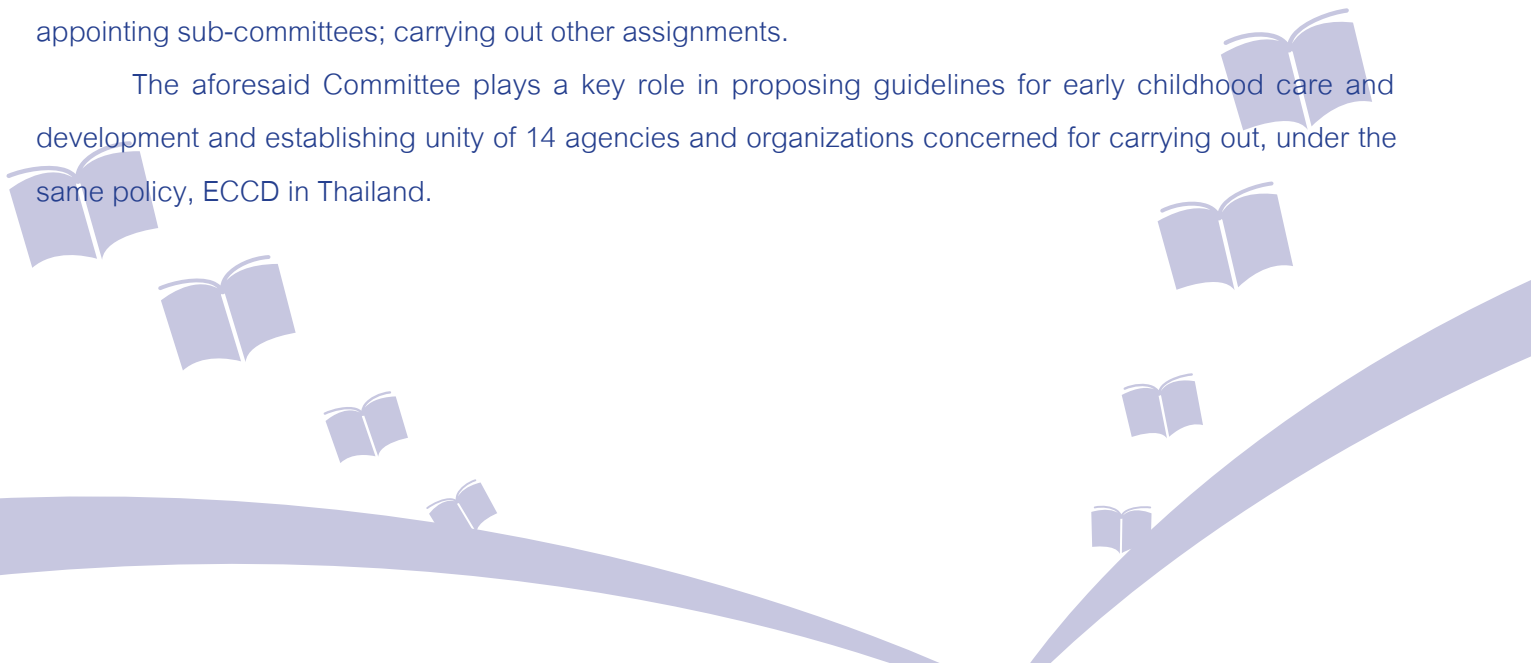 appointing sub-committees; carrying out other assignments.
The aforesaid Committee plays a key role in proposing guidelines for early childhood care and
development and establishing unity of 14 agencies and organizations concerned for carrying out, under the
same policy, ECCD in Thailand.